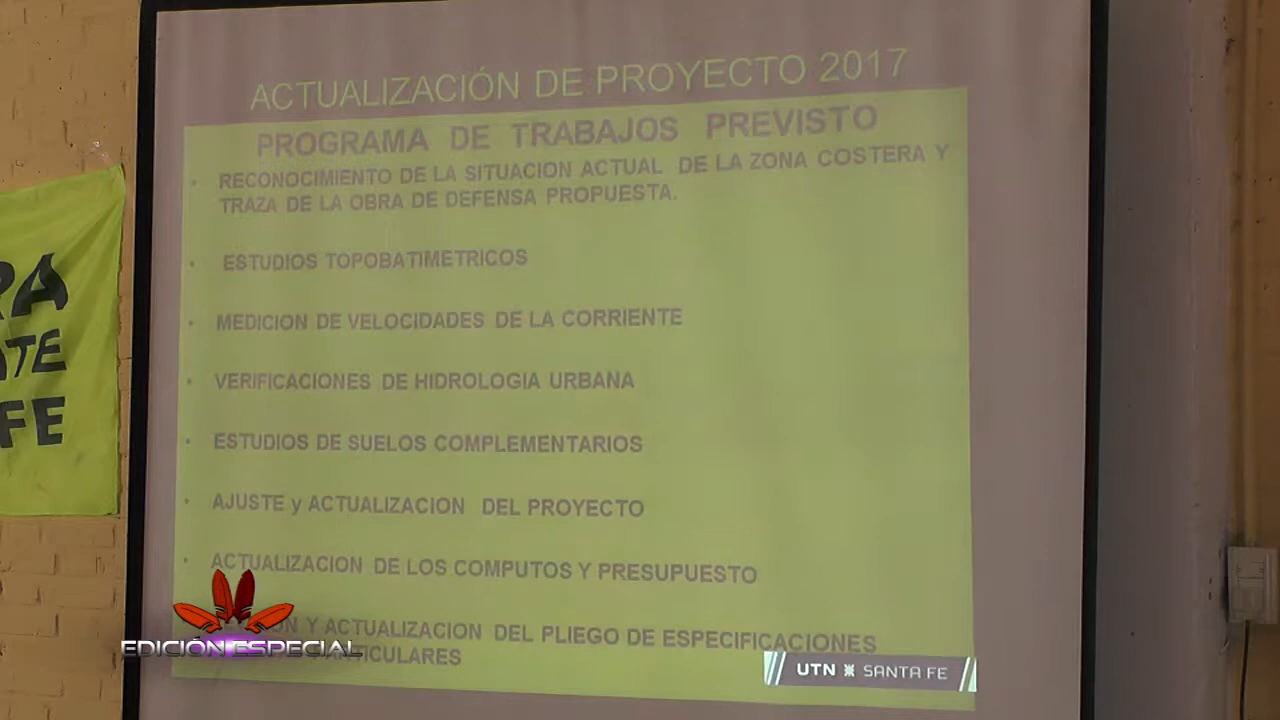 ACTUALIZACIÓN DE PROYECTO 2017
PROGRAMA DE TRABAJOS PREVISTO
• RECONOCIMIENTO DE LA SITUACION ACTUAL DE LA ZONA COSTERA Y
TRAZA DE LA OBRA DE DEFENSA PROPUESTA.
• ESTUDIOS TOPOBATIMETRICOS
• MEDICION DE VELOCIDADES DE LA CORRIENTE
• VERIFICACIONES DE HIDROLOGIA URBANA
• ESTUDIOS DE SUELOS COMPLEMENTARIOS
• AJUSTE y ACTUALIZACION DEL PROYECTO
• ACTUALIZACION DE LOS COMPUTOS Y PRESUPUESTO
Y ACTUALIZACION DEL PLIEGO DE ESPECIFICACIONES
RA
TE
FE
EDICIÓN ESPECIAL
UTN SANTA FE